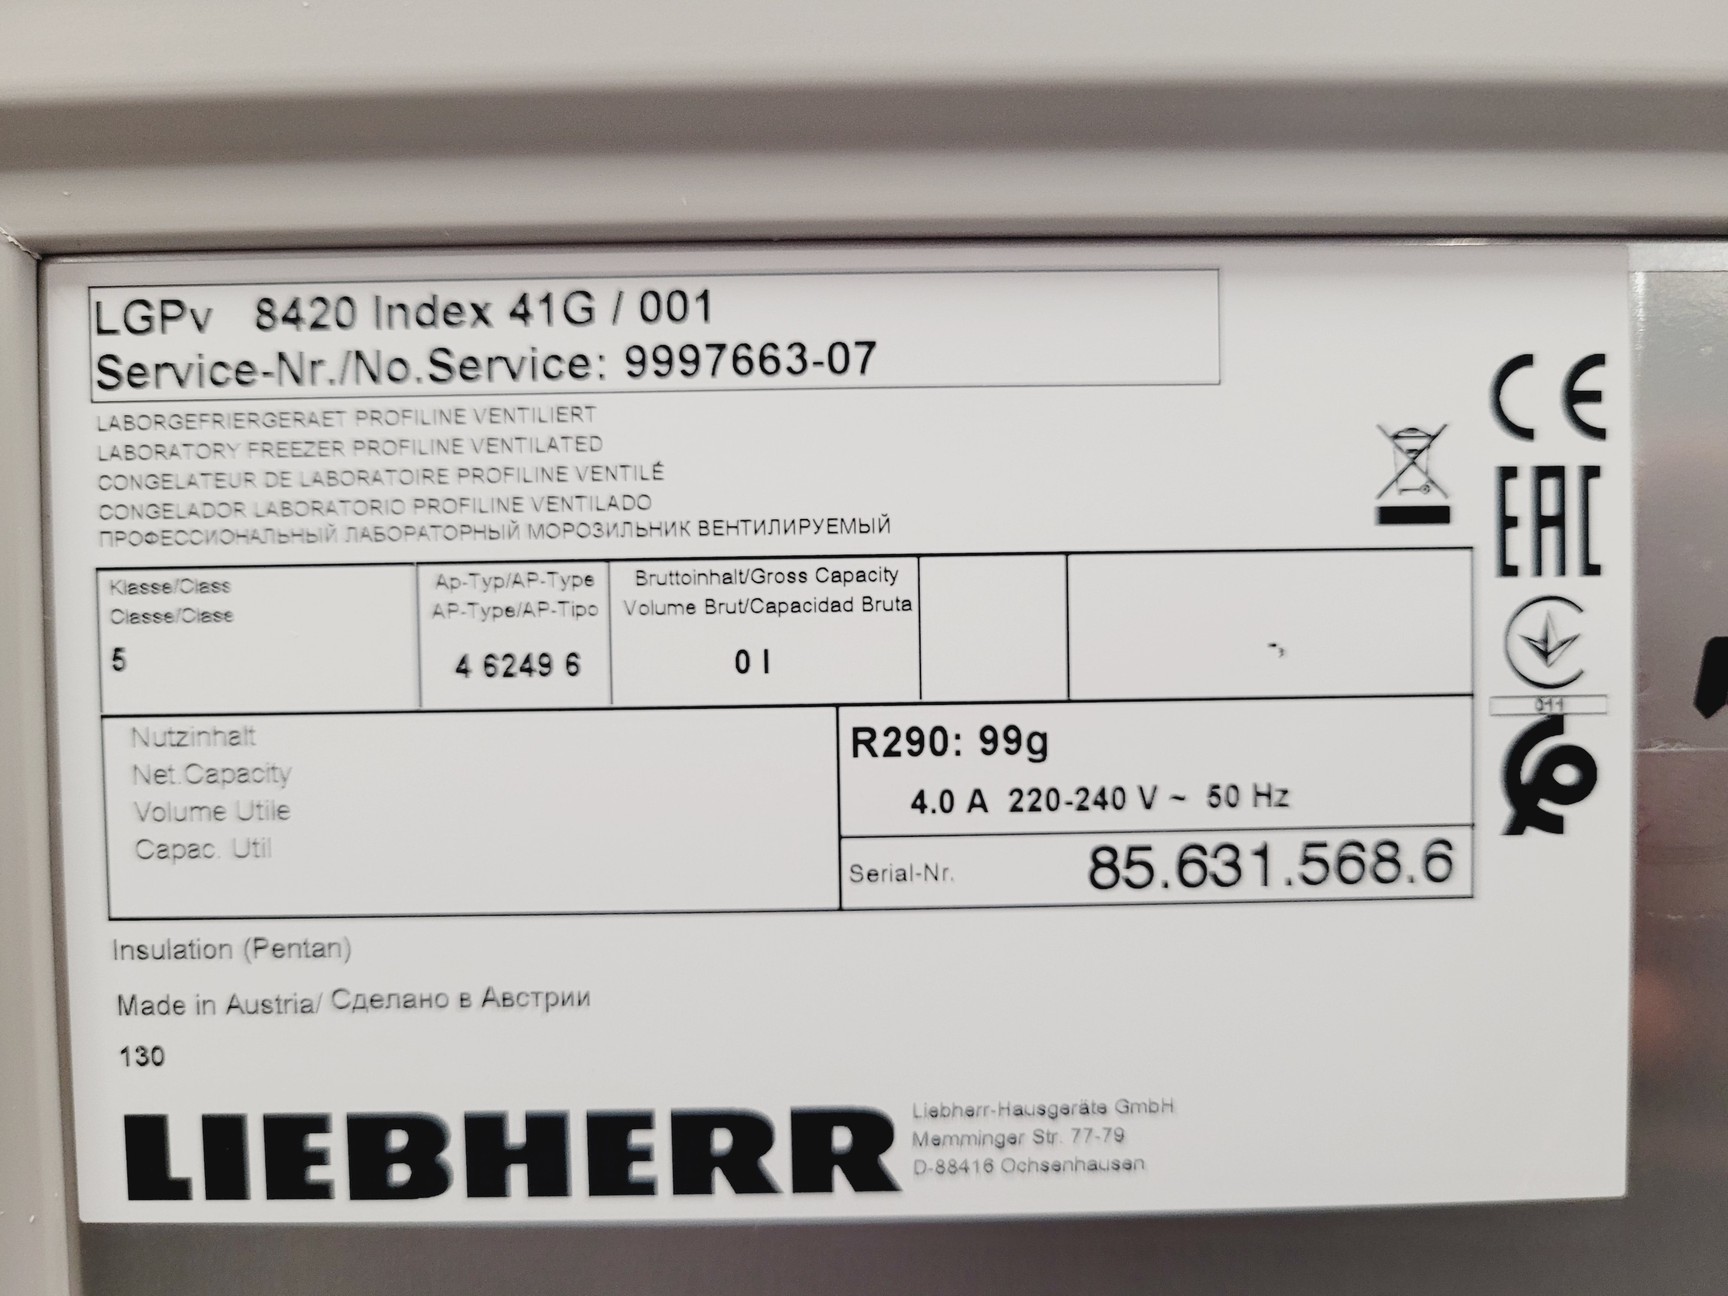 LGPv 8420 Index 41G / 001
Service-Nr./No.Service: 9997663-07
LABORGEFRIERGERAET PROFILINE VENTILIERT
LABORATORY FREEZER PROFILINE VENTILATED
CONGELATEUR DE LABORATOIRE PROFILINE VENTILÉ
CONGELADOR LABORATORIO PROFILINE VENTILADO
ПРОФЕССИОНАЛЬНЫЙ ЛАБОРАТОРНЫЙ МОРОЗИЛЬНИК ВЕНТИЛИРУЕМЫЙ
CE
EAC
011
Klasse/Class
Classe/Clase
5
Ap-Typ/AP-Type
AP-Type/AP-Tipo
4 6249 6
Bruttoinhalt/Gross Capacity
Volume Brut/Capacidad Bruta
0 l
-,
Nutzinhalt
Net.Capacity
Volume Utile
Capac. Util
R290: 99g
4.0 A 220-240 V ~ 50 Hz
Serial-Nr. 85.631.568.6
Insulation (Pentan)
Made in Austria/ Сделано в Австрии
130
LIEBHERR
Liebherr-Hausgeräte GmbH
Memminger Str. 77-79
D-88416 Ochsenhausen